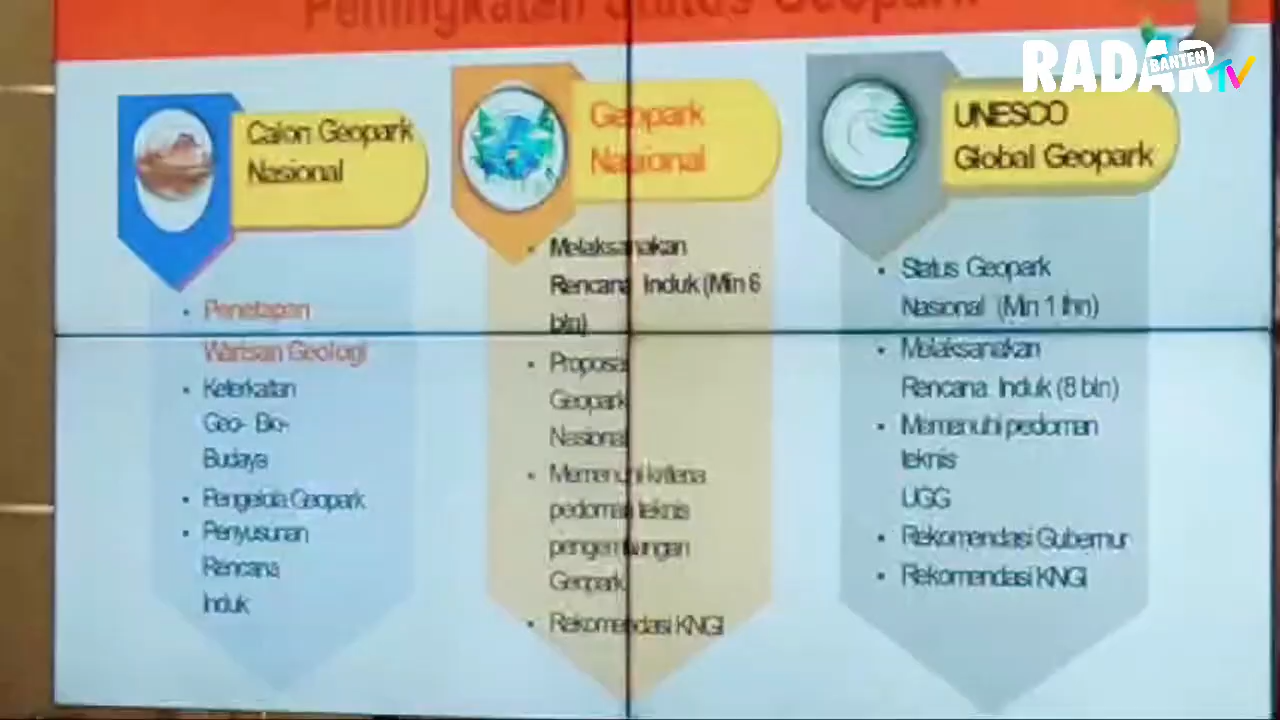 Peningkatan Status Geopark
RADAR
BANTEN
TV
Calon Geopark
Nasional
• Penetapan
Warisan Geologi
• Keterkaitan
Geo- Bio-
Budaya
• Pengelola Geopark
• Penyusunan
Rencana
Induk
Geopark
Nasional
• Melaksanakan
Rencana Induk (Min 6
bln)
• Proposal
Geopark
Nasional
• Memenuhi kriteria
pedoman teknis
pengembangan
Geopark
• Rekomendasi KNGI
UNESCO
Global Geopark
• Status Geopark
Nasional (Min 1 thn)
• Melaksanakan
Rencana Induk (8 bln)
• Memenuhi pedoman
teknis
UGG
• Rekomendasi Gubernur
• Rekomendasi KNGI